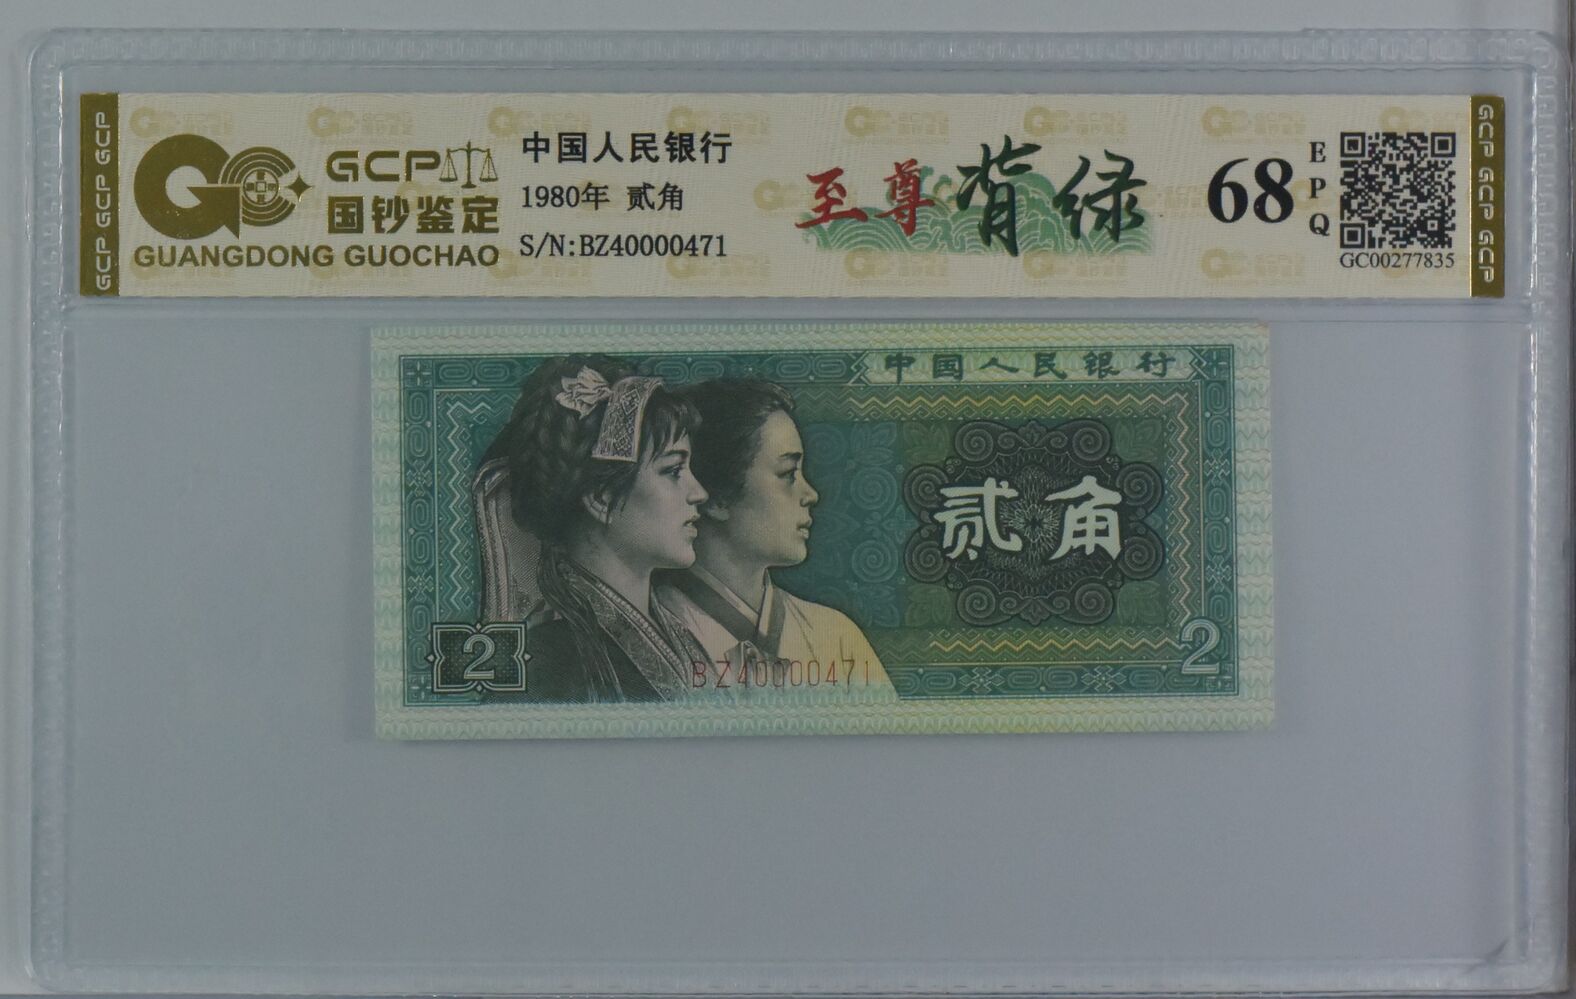 GCP GCP GCP
GCP
国钞鉴定
GUANGDONG GUOCHAO
中国人民银行
1980年 贰角
S/N:BZ40000471
至尊背绿
68
EPQ
GC00277835
GCP GCP GCP
中国人民银行
贰角
2
2
BZ40000471